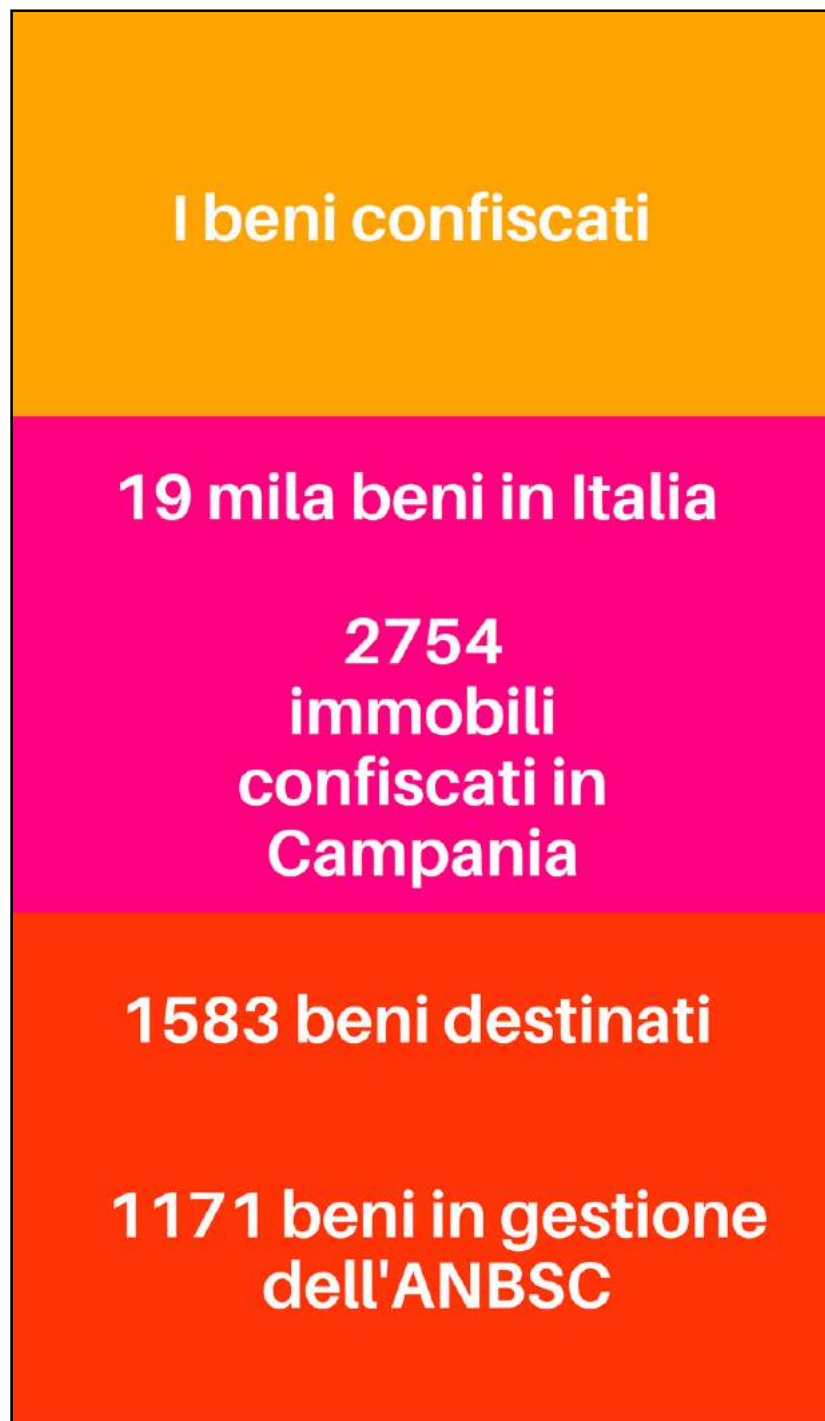 I beni confiscati
19 mila beni in Italia
2754
immobili
confiscati in
Campania
1583 beni destinati
1171 beni in gestione
dell'ANBSC